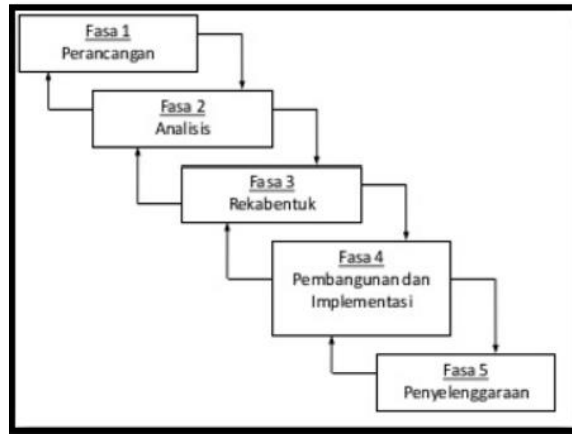 Fasa 1
Perancangan
Fasa 2
Analisis
Fasa 3
Rekabentuk
Fasa 4
Pembangunan dan
Implementasi
Fasa 5
Penyelenggaraan